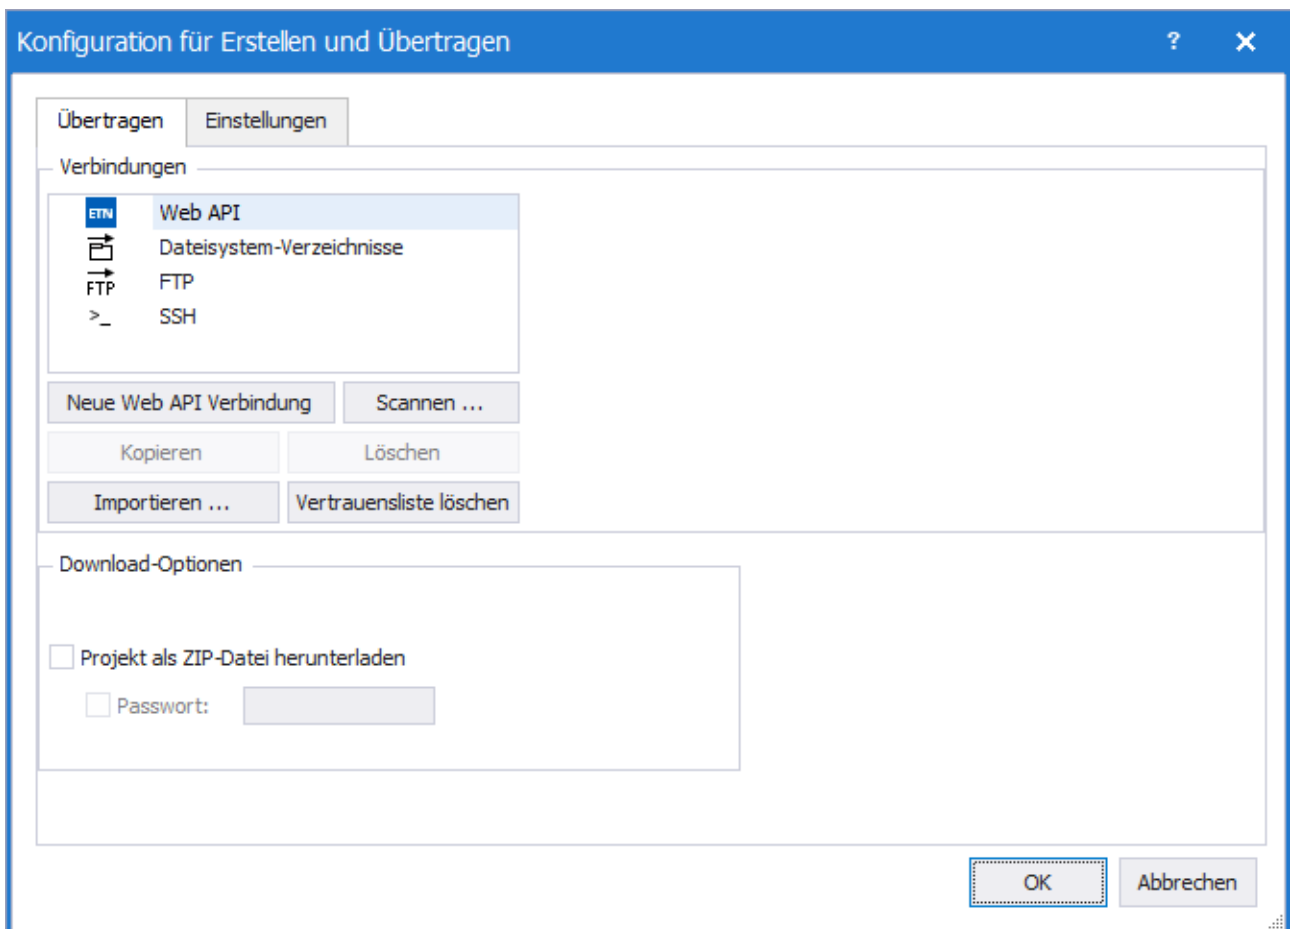 Konfiguration für Erstellen und Übertragen ?
Übertragen Einstellungen
Verbindungen
ETN Web API
Dateisystem-Verzeichnisse
FTP FTP
>_ SSH
Neue Web API Verbindung Scannen ...
Kopieren Löschen
Importieren ... Vertrauensliste löschen
Download-Optionen
Projekt als ZIP-Datei herunterladen
Passwort:
OK Abbrechen